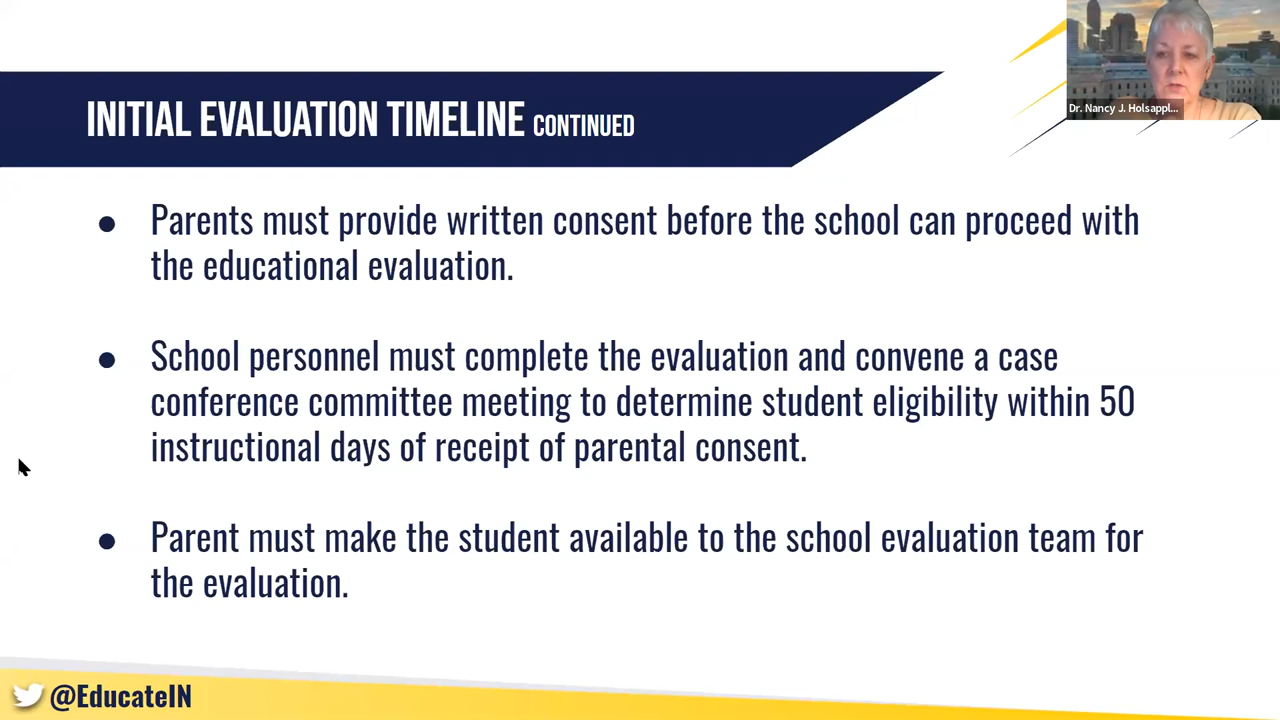 Dr. Nancy J. Holsappl...
INITIAL EVALUATION TIMELINE CONTINUED
● Parents must provide written consent before the school can proceed with
the educational evaluation.
● School personnel must complete the evaluation and convene a case
conference committee meeting to determine student eligibility within 50
instructional days of receipt of parental consent.
● Parent must make the student available to the school evaluation team for
the evaluation.
@EducateIN